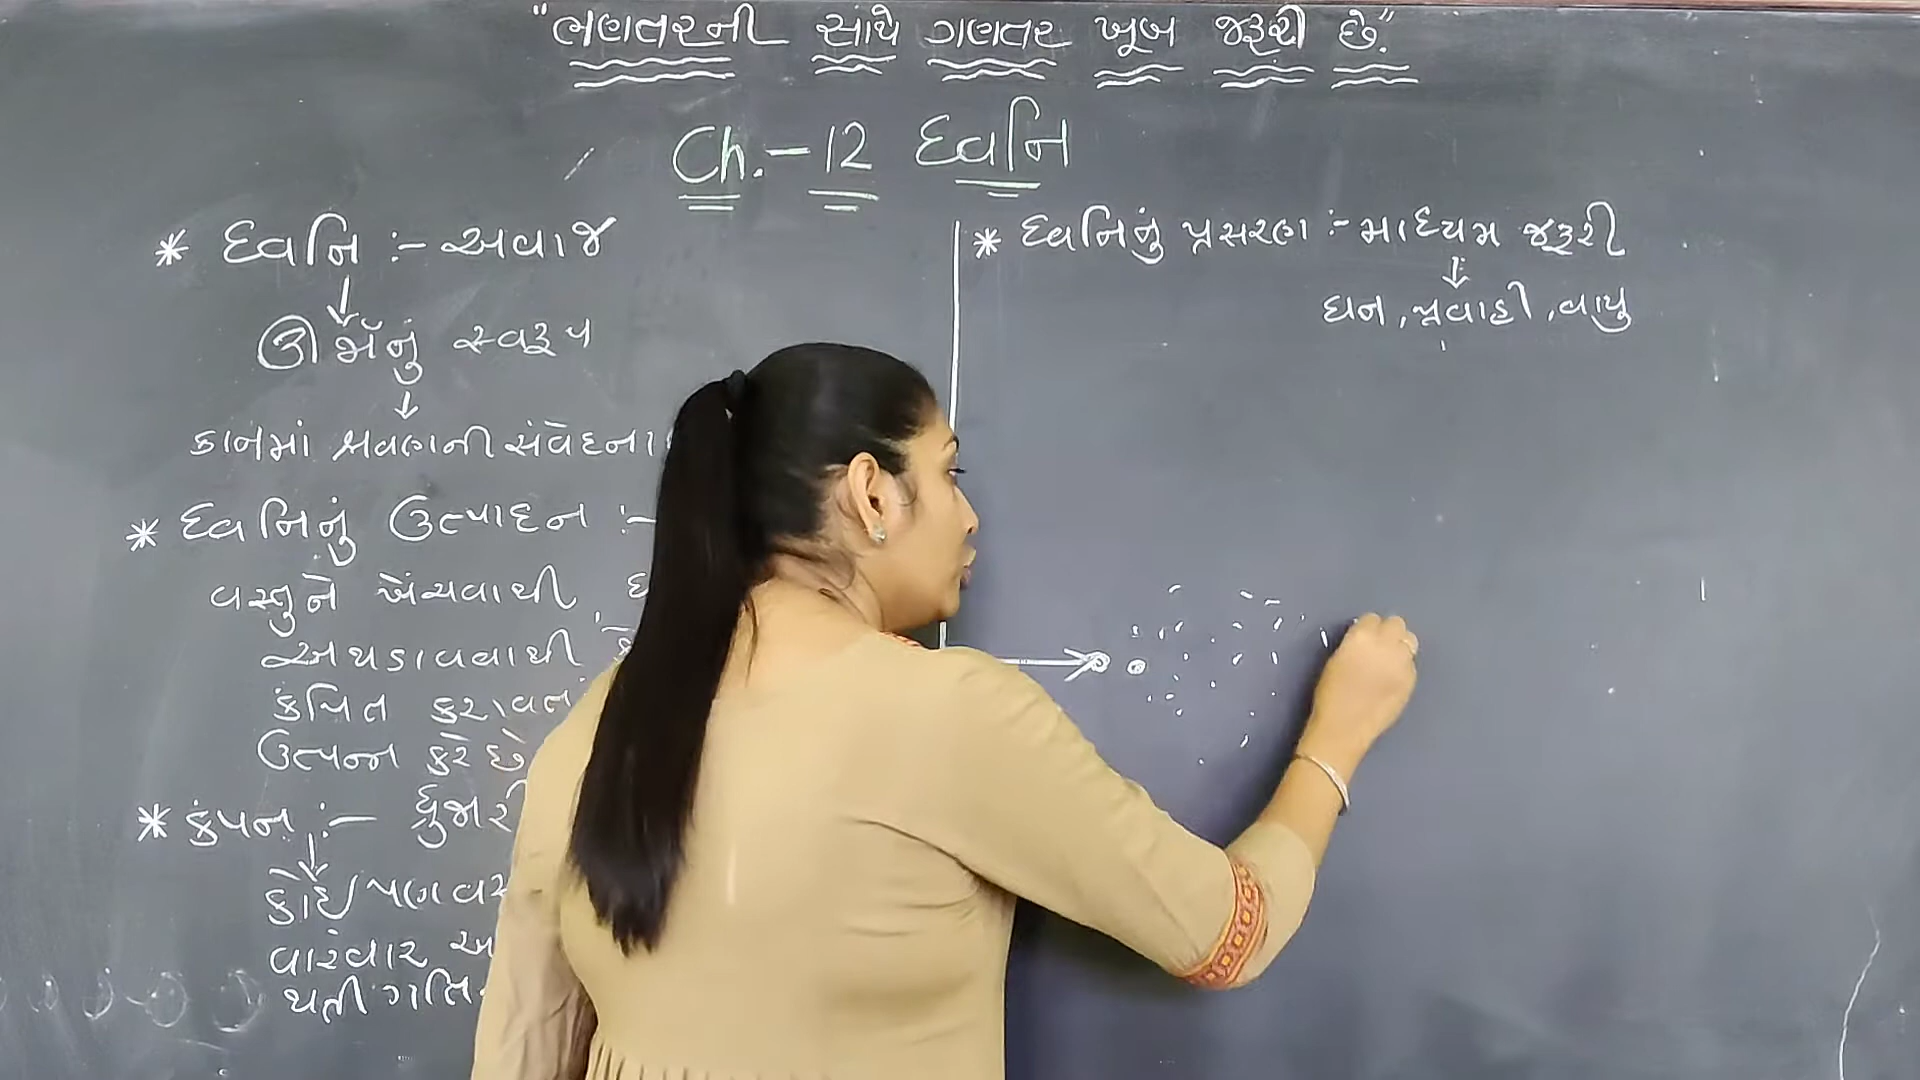 "ભણતરની સાથે ગણતર ખૂબ જરૂરી છે."
Ch.-12 ધ્વનિ
* ધ્વનિ :- અવાજ
↓
ઊર્જાનું સ્વરૂપ
↓
કાનમાં શ્રવણની સંવેદના
* ધ્વનિનું ઉત્પાદન :-
વસ્તુને ખેંચવાથી,
અથડાવવાથી
કંપિત કરાવતાં
ઉત્પન્ન કરે છે
* કંપન :- ધ્રુજારી
↓
કોઈપણ
વારંવાર
થતી ગતિ
* ધ્વનિનું પ્રસરણ :- માધ્યમ જરૂરી
↓
ઘન, પ્રવાહી, વાયુ